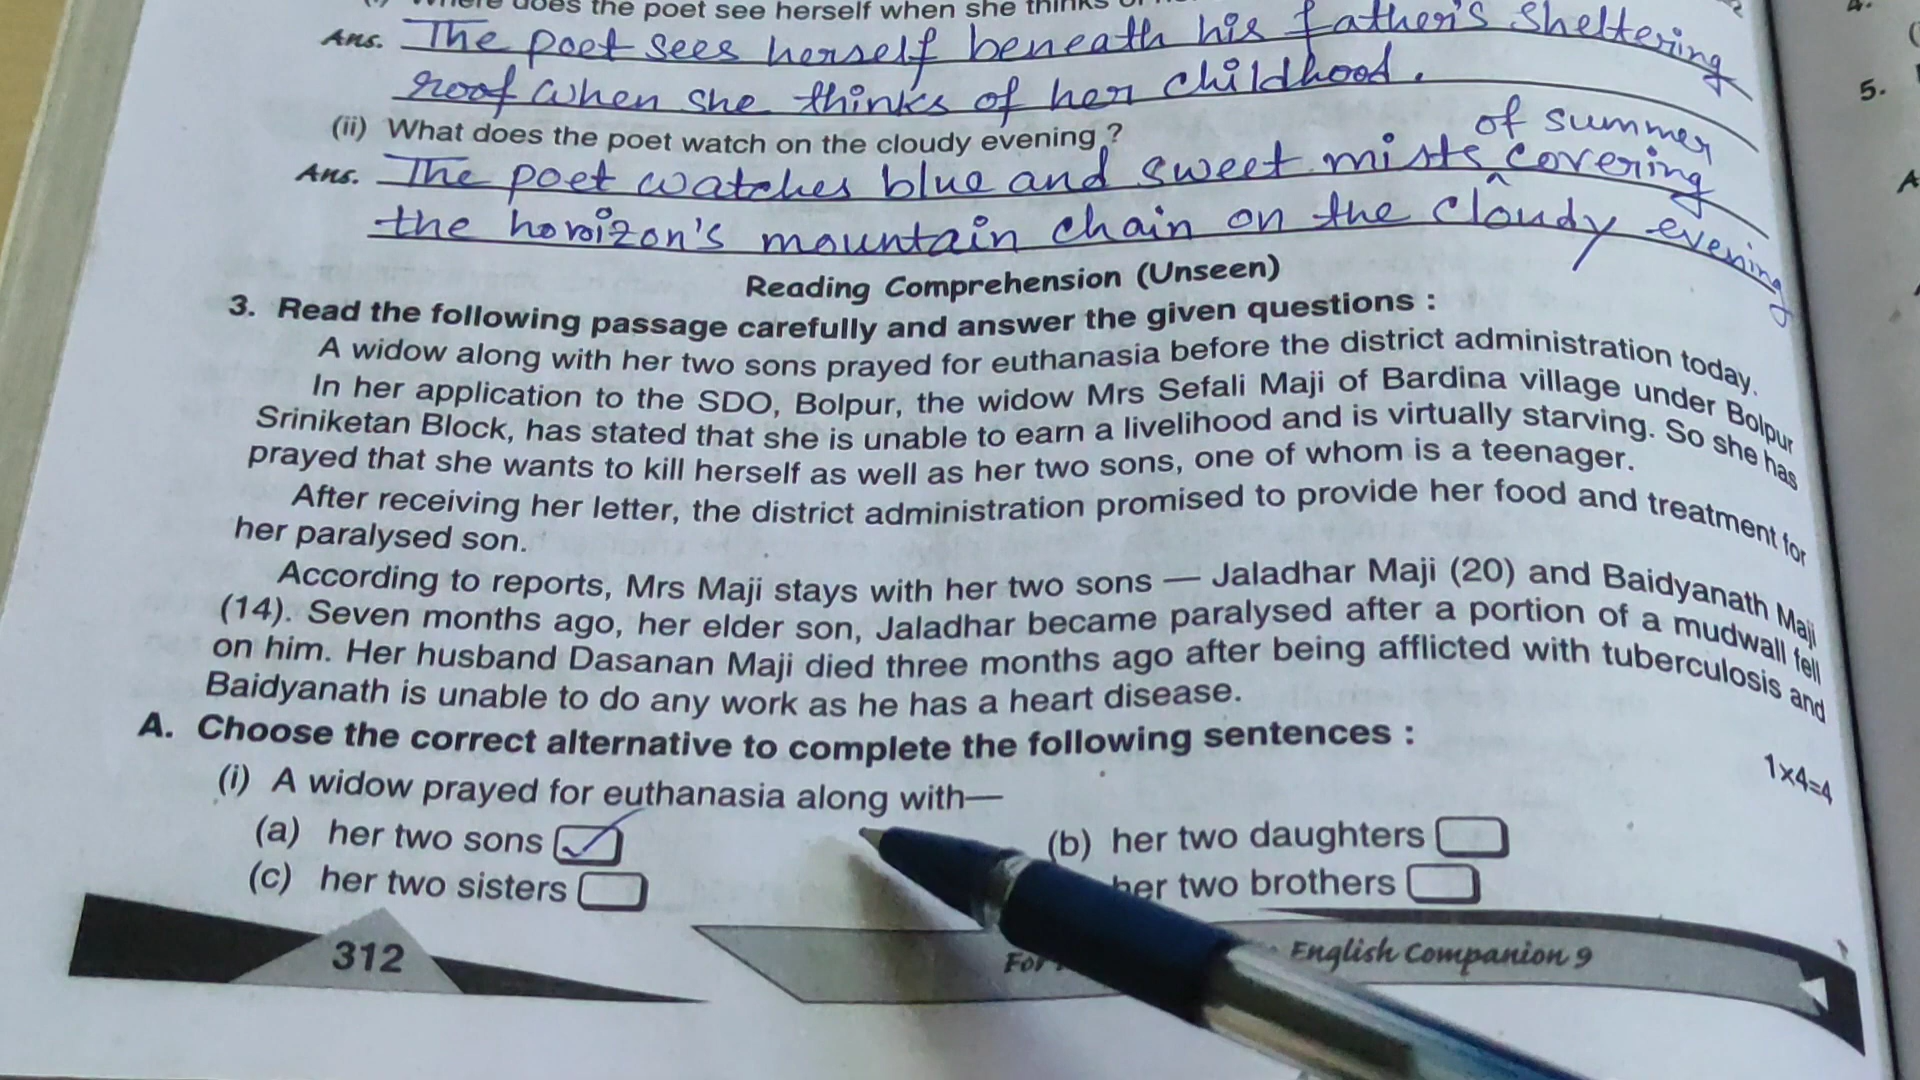 does the poet see herself when she thinks
Ans. The poet sees herself beneath his father's sheltering
roof when she thinks of her childhood.
(ii) What does the poet watch on the cloudy evening ?
of summer
Ans. The poet watches blue and sweet mists covering
the horizon's mountain chain on the cloudy evening
Reading Comprehension (Unseen)
3. Read the following passage carefully and answer the given questions :
A widow along with her two sons prayed for euthanasia before the district administration today.
In her application to the SDO, Bolpur, the widow Mrs Sefali Maji of Bardina village under Bolpur
Sriniketan Block, has stated that she is unable to earn a livelihood and is virtually starving. So she has
prayed that she wants to kill herself as well as her two sons, one of whom is a teenager.
After receiving her letter, the district administration promised to provide her food and treatment for
her paralysed son.
According to reports, Mrs Maji stays with her two sons — Jaladhar Maji (20) and Baidyanath Maji
(14). Seven months ago, her elder son, Jaladhar became paralysed after a portion of a mudwall fell
on him. Her husband Dasanan Maji died three months ago after being afflicted with tuberculosis and
Baidyanath is unable to do any work as he has a heart disease.
A. Choose the correct alternative to complete the following sentences : 1×4=4
(i) A widow prayed for euthanasia along with—
(a) her two sons (b) her two daughters
(c) her two sisters her two brothers
312 English Companion 9
5.